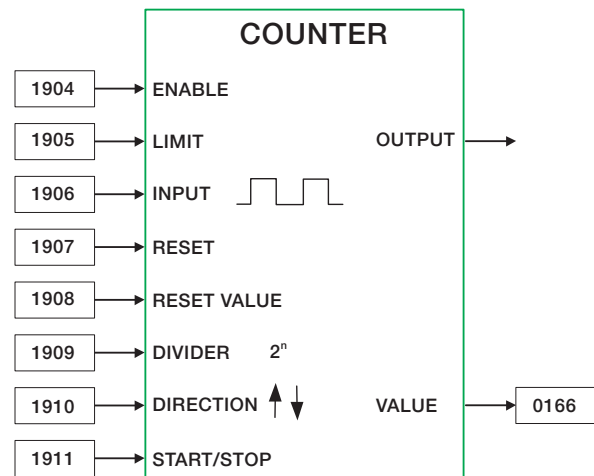 COUNTER
1904 ENABLE
1905 LIMIT OUTPUT
1906 INPUT
1907 RESET
1908 RESET VALUE
1909 DIVIDER 2ⁿ
1910 DIRECTION VALUE 0166
1911 START/STOP